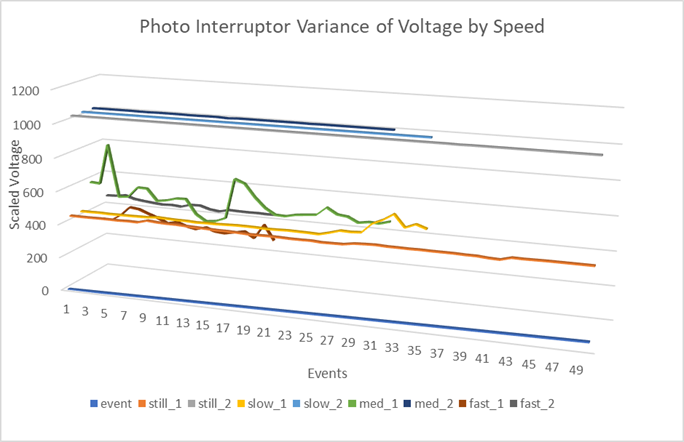 Photo Interruptor Variance of Voltage by Speed
1200
1000
800
600
400
200
0
Scaled Voltage
1 3 5 7 9 11 13 15 17 19 21 23 25 27 29 31 33 35 37 39 41 43 45 47 49
Events
event still_1 still_2 slow_1 slow_2 med_1 med_2 fast_1 fast_2